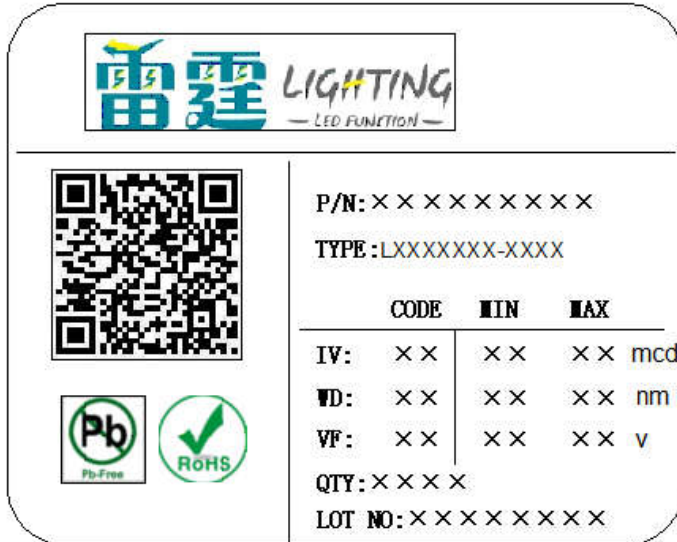 雷霆 LIGHTING
LED FUNCTION
P/N:×××××××××
TYPE:LXXXXXXX-XXXX
CODE MIN MAX
IV: ×× ×× ×× mcd
WD: ×× ×× ×× nm
VF: ×× ×× ×× v
QTY:××××
LOT NO:××××××××
Pb
Pb-Free
RoHS